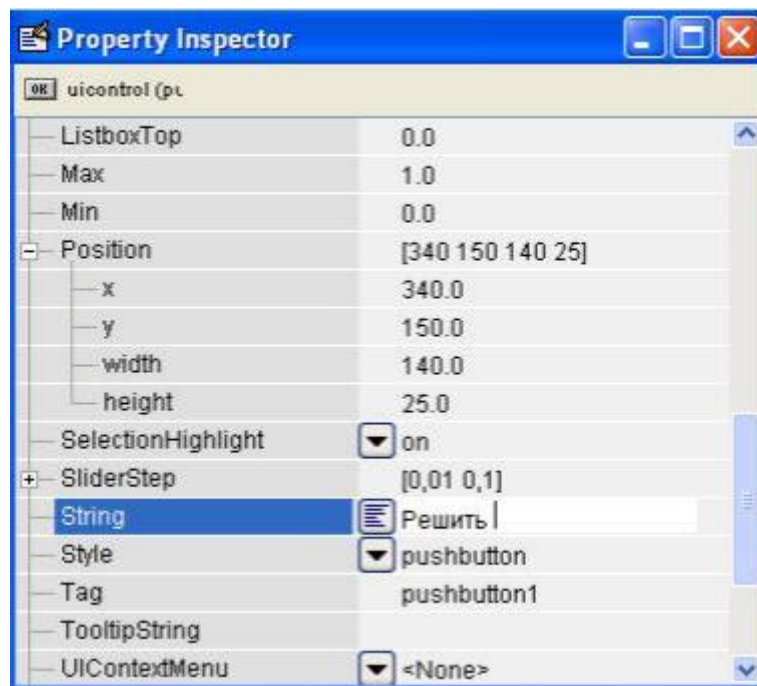 Property Inspector
OK uicontrol (pu
ListboxTop 0.0
Max 1.0
Min 0.0
Position [340 150 140 25]
x 340.0
y 150.0
width 140.0
height 25.0
SelectionHighlight on
SliderStep [0,01 0,1]
String Решить
Style pushbutton
Tag pushbutton1
TooltipString
UIContextMenu <None>